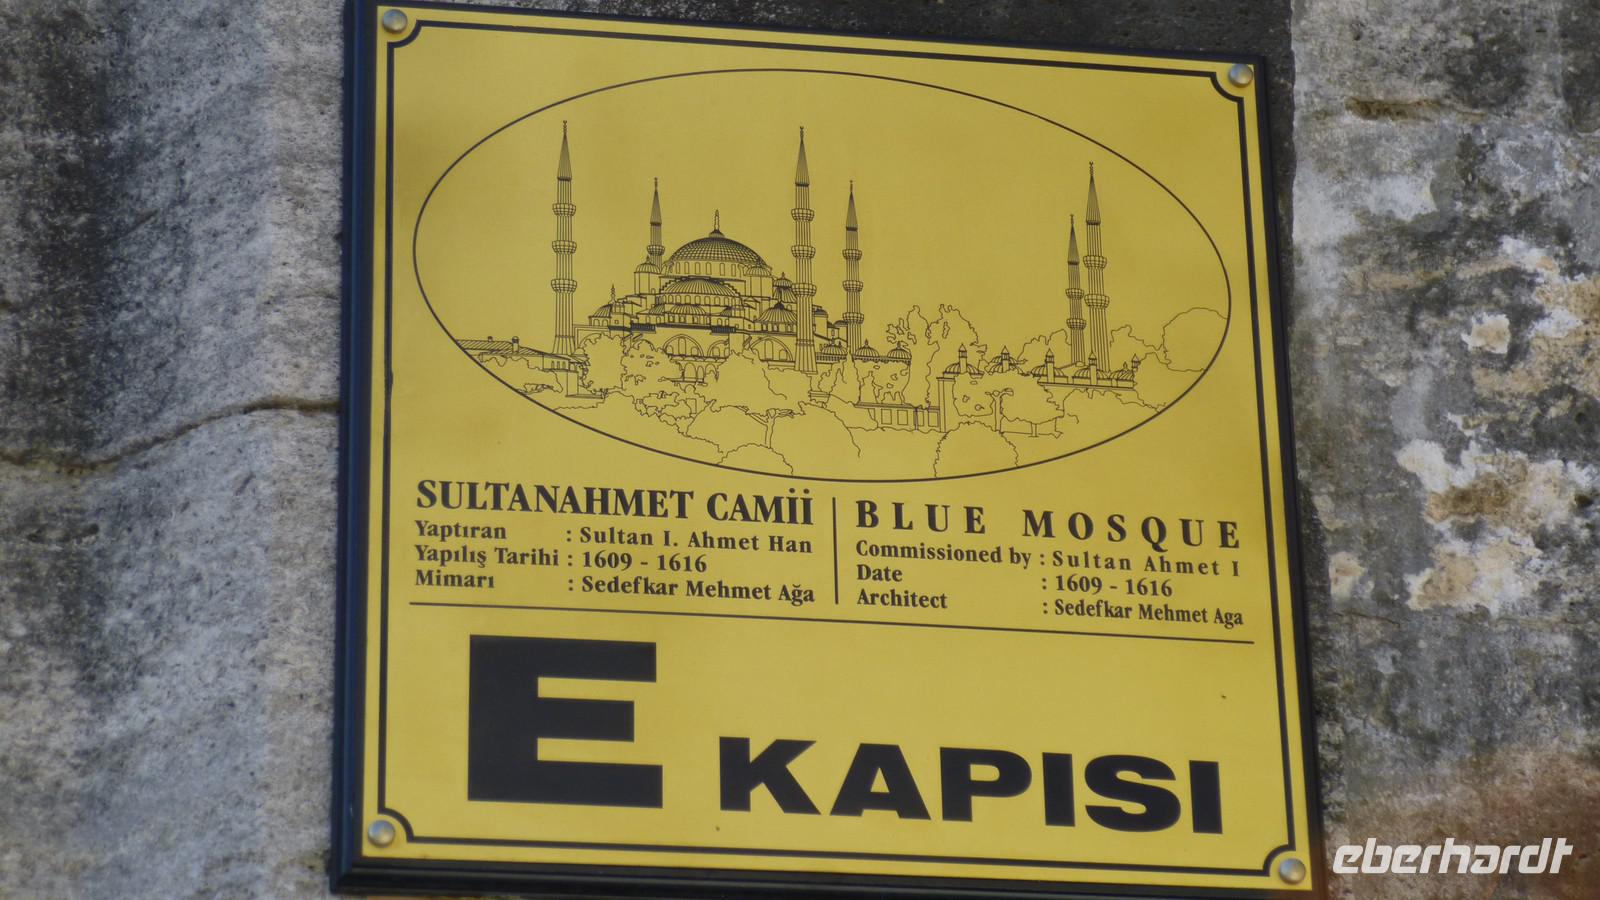 SULTANAHMET CAMİİ
Yaptıran : Sultan I. Ahmet Han
Yapılış Tarihi : 1609 - 1616
Mimarı : Sedefkar Mehmet Ağa
BLUE MOSQUE
Commissioned by : Sultan Ahmet I
Date : 1609 - 1616
Architect : Sedefkar Mehmet Aga
E KAPISI
eberhardt